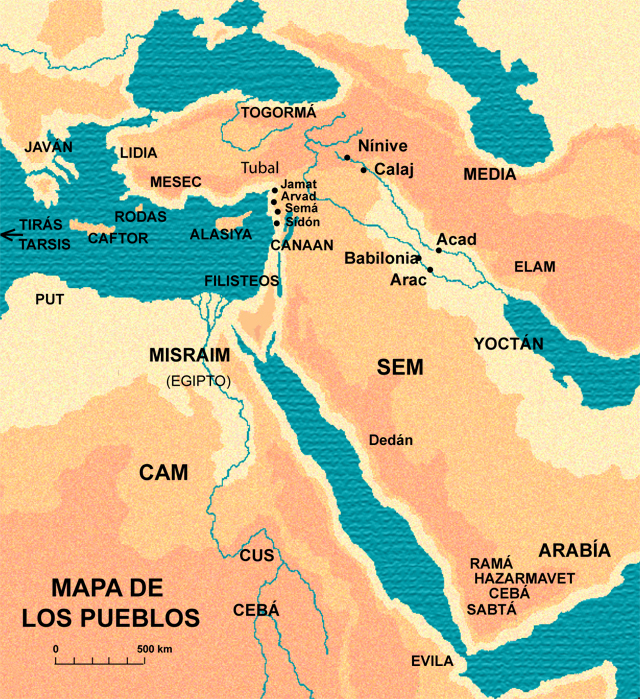 TOGORMÁ
JAVÁN
LIDIA
Nínive
Calaj
Tubal
MEDIA
MESEC
Jamat
Arvad
Semá
Sidón
RODAS
TIRÁS
TARSIS
CAFTOR
ALASIYA
CANAAN
Acad
Babilonia
ELAM
Arac
FILISTEOS
PUT
YOCTÁN
MISRAIM
(EGIPTO)
SEM
Dedán
CAM
CUS
ARABÍA
RAMÁ
HAZARMAVET
CEBÁ
SABTÁ
MAPA DE
LOS PUEBLOS
CEBÁ
0 500 km
EVILA